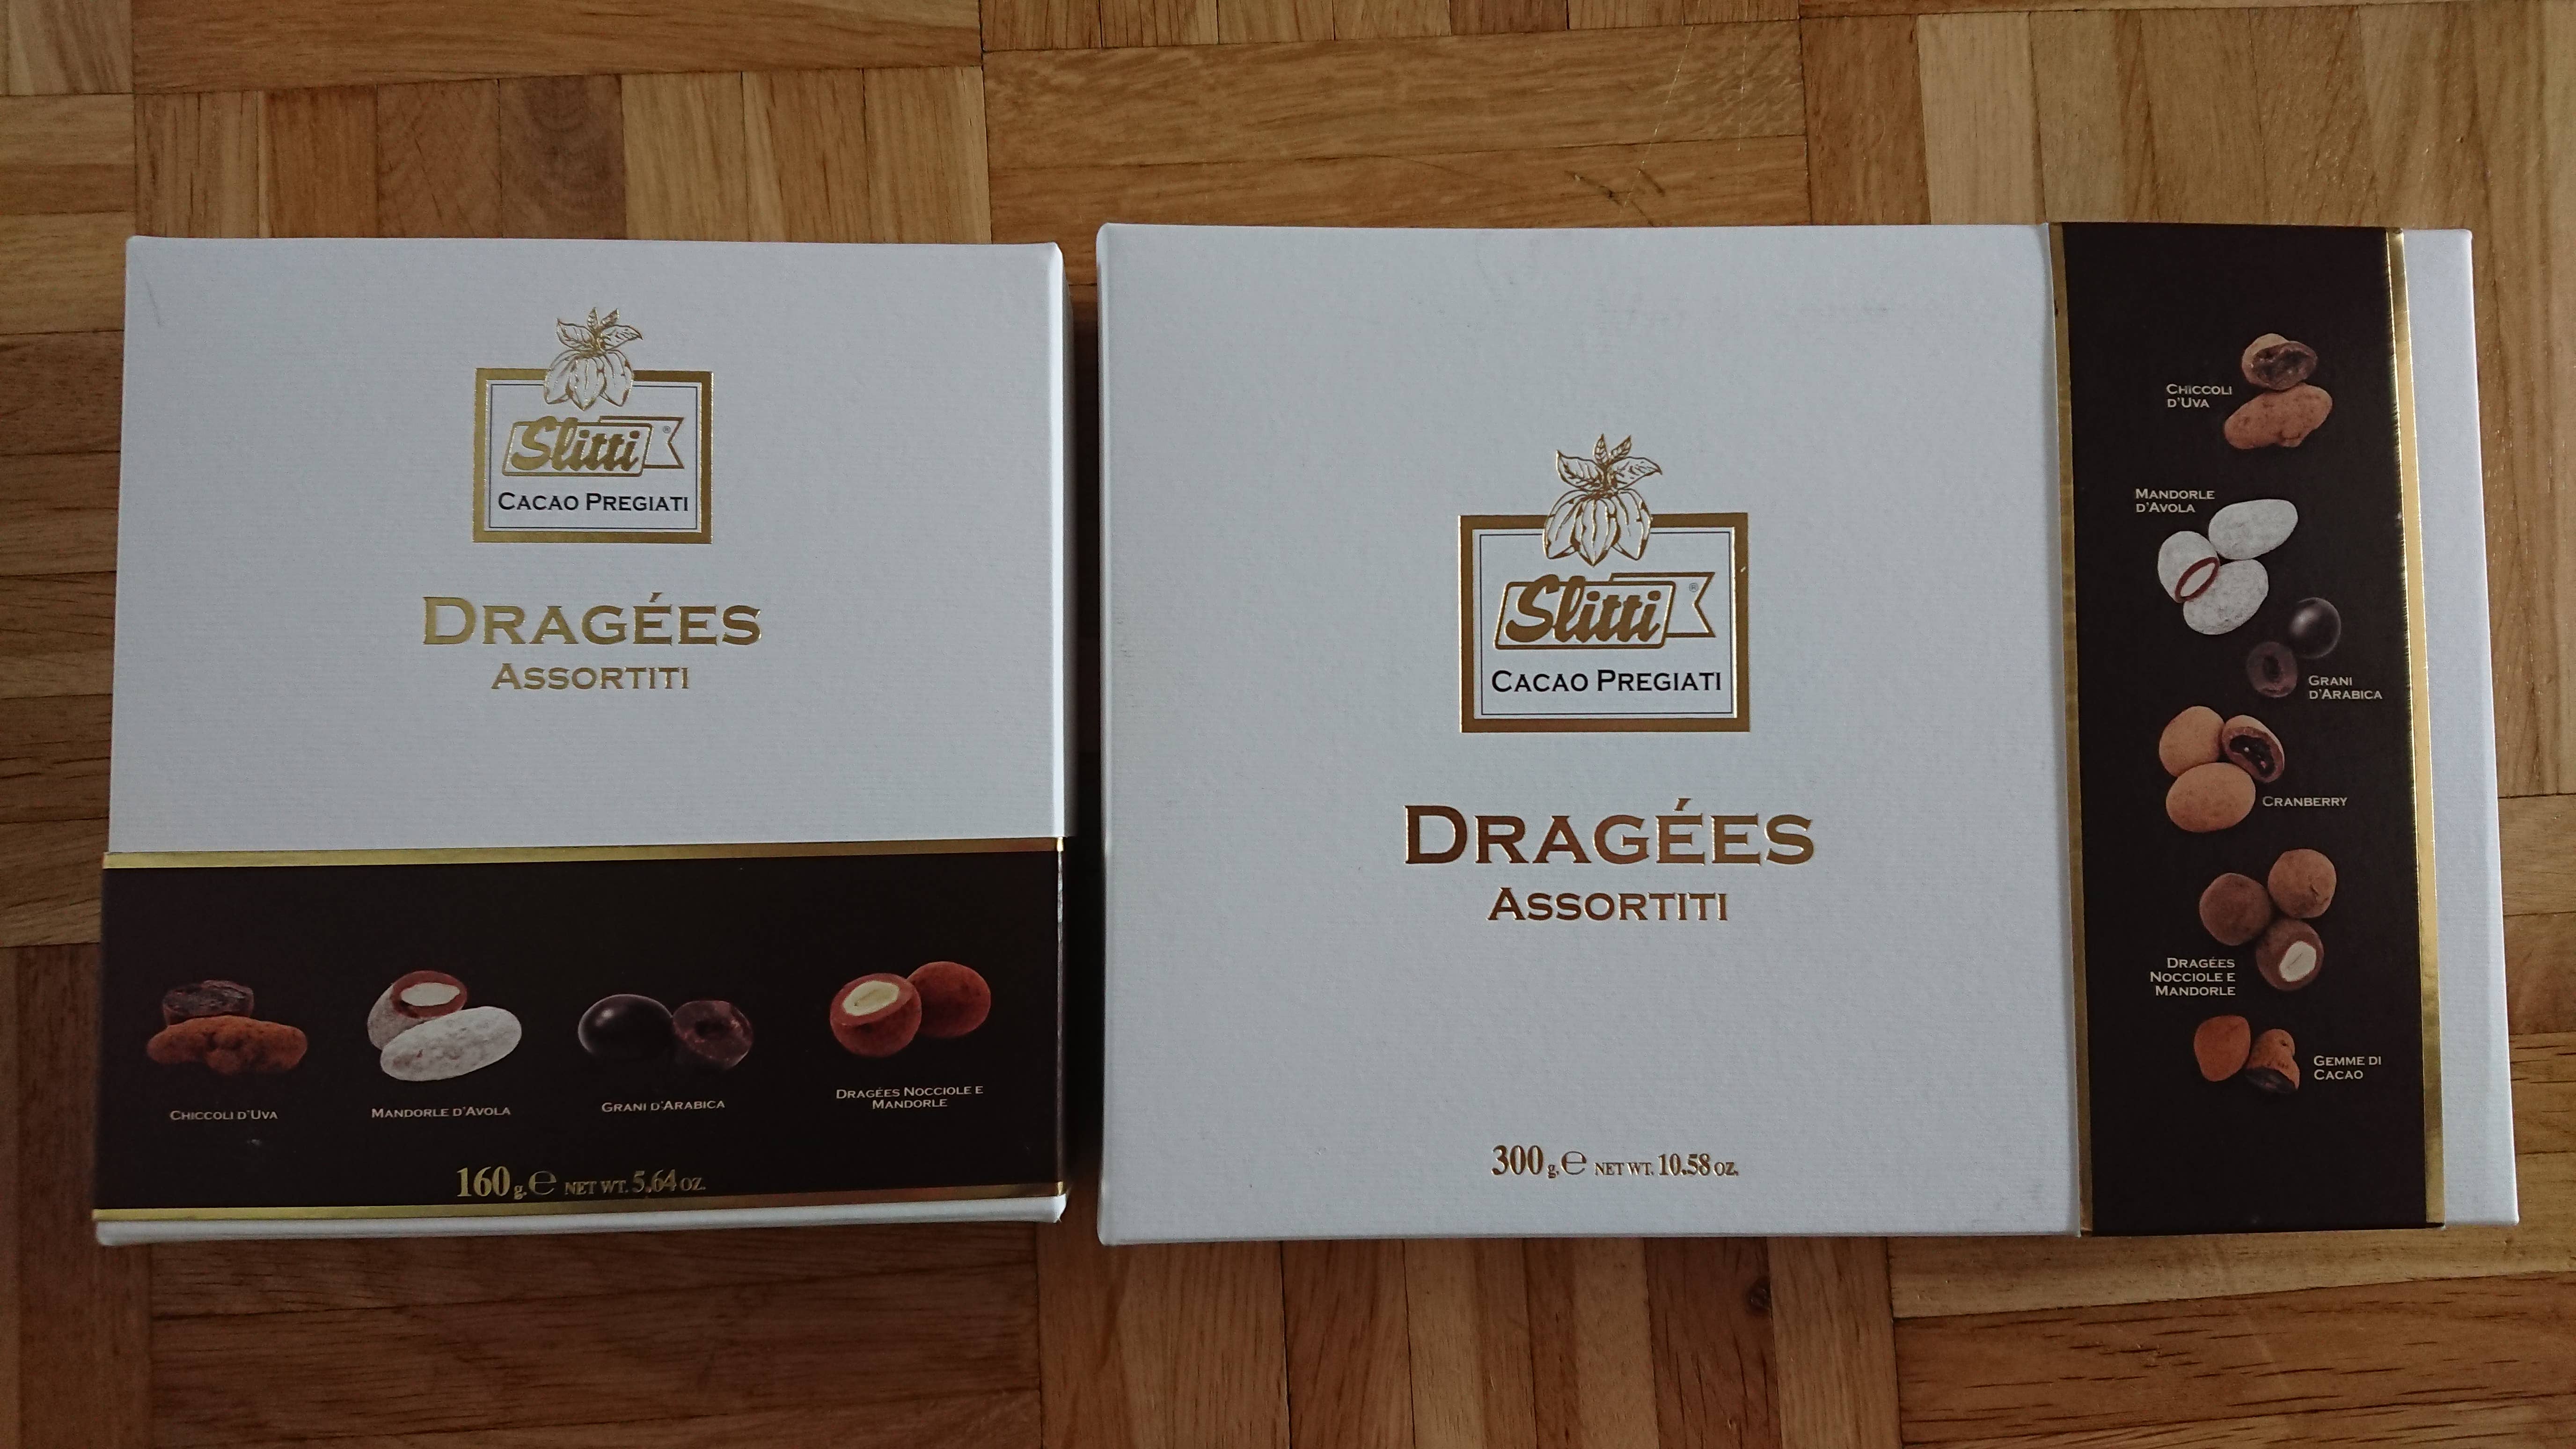 Slitti®
CACAO PREGIATI
DRAGÉES
ASSORTITI
CHICCOLI D'UVA
MANDORLE D'AVOLA
GRANI D'ARABICA
DRAGÉES NOCCIOLE E
MANDORLE
160 g.℮ NET WT. 5,64 OZ.
Slitti®
CACAO PREGIATI
DRAGÉES
ASSORTITI
300 g.℮ NET WT. 10.58 OZ.
CHICCOLI
D'UVA
MANDORLE
D'AVOLA
GRANI
D'ARABICA
CRANBERRY
DRAGÉES
NOCCIOLE E
MANDORLE
GEMME DI
CACAO